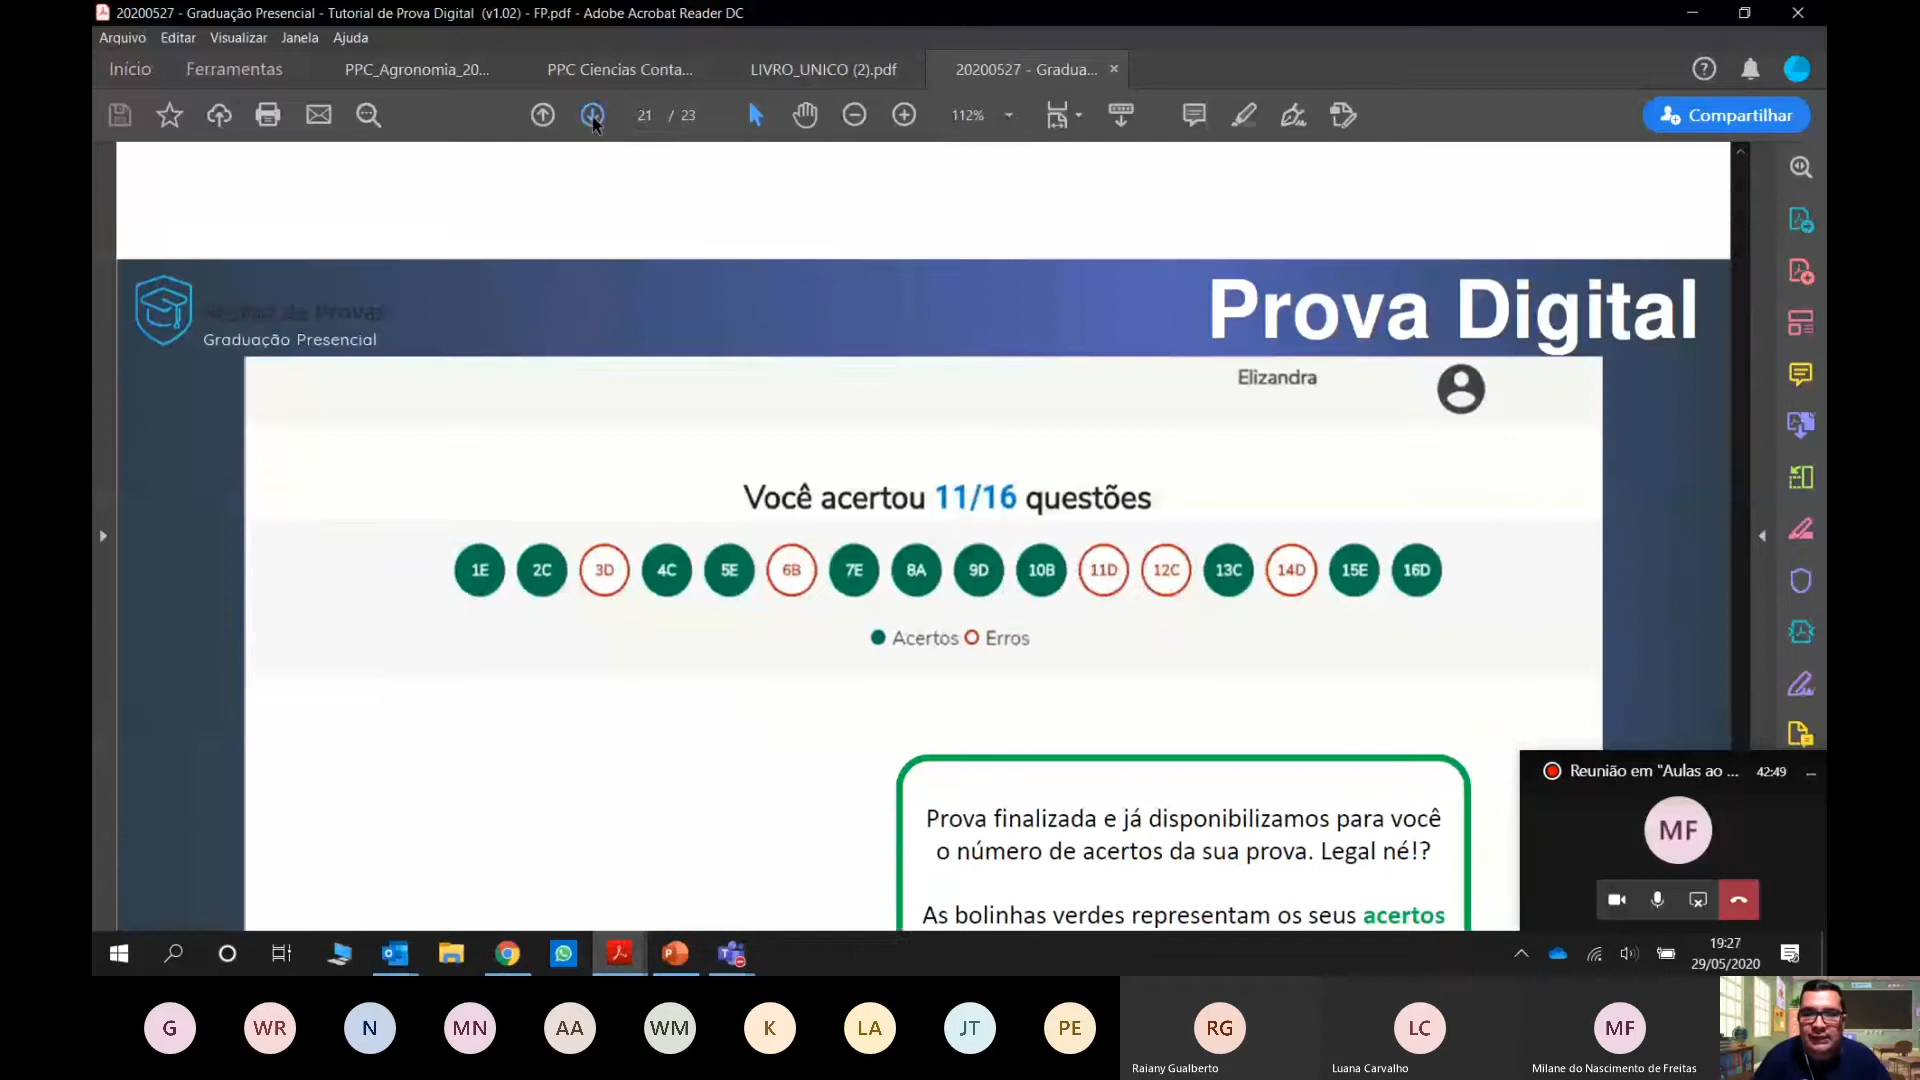 20200527 - Graduação Presencial - Tutorial de Prova Digital (v1.02) - FP.pdf - Adobe Acrobat Reader DC
Arquivo Editar Visualizar Janela Ajuda
Início Ferramentas PPC_Agronomia_20... PPC Ciencias Conta... LIVRO_UNICO (2).pdf 20200527 - Gradua... ×
21 / 23 112% Compartilhar
Prova Digital
de Provas
Graduação Presencial
Elizandra
Você acertou 11/16 questões
1E 2C 3D 4C 5E 6B 7E 8A 9D 10B 11D 12C 13C 14D 15E 16D
Acertos Erros
Prova finalizada e já disponibilizamos para você
o número de acertos da sua prova. Legal né!?
As bolinhas verdes representam os seus acertos
Reunião em "Aulas ao ... 42:49
MF
19:27
29/05/2020
G WR N MN AA WM K LA JT PE RG LC MF
Raiany Gualberto Luana Carvalho Milane do Nascimento de Freitas